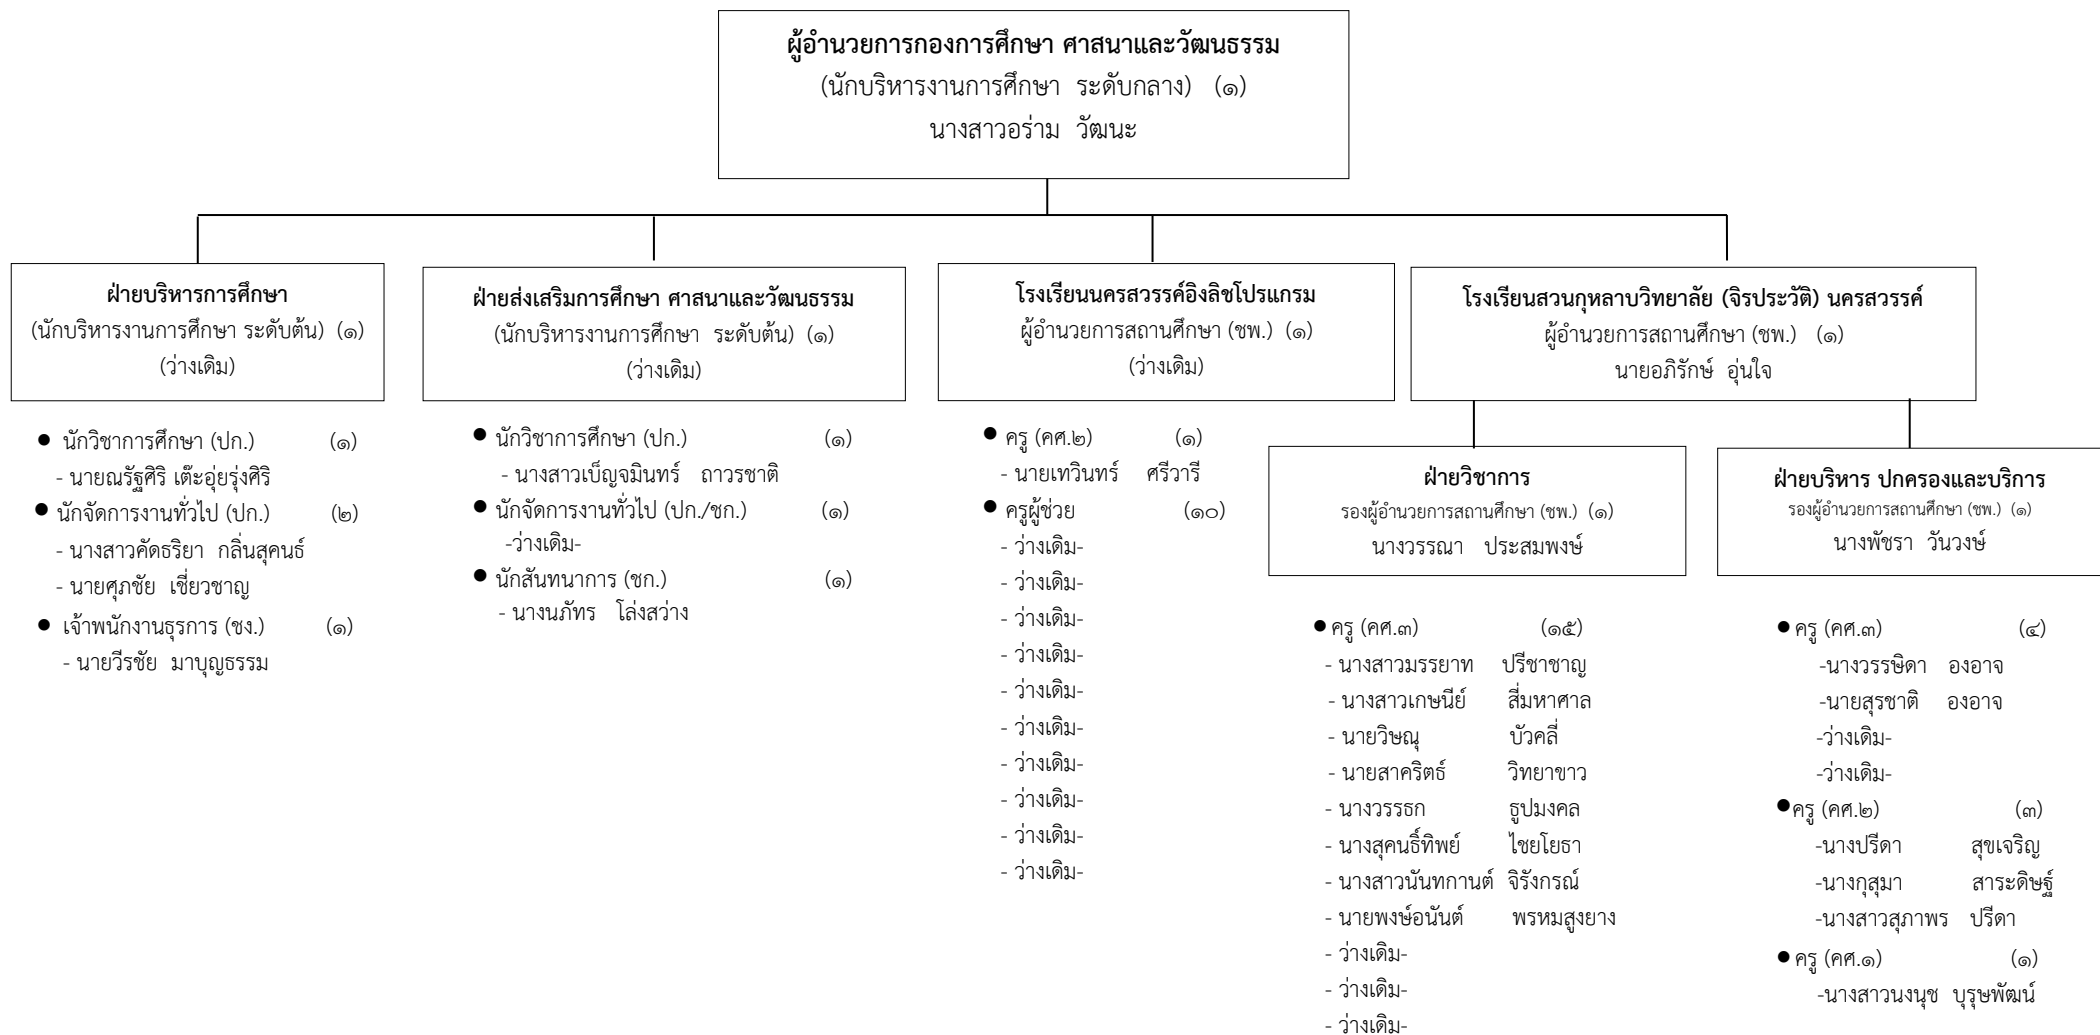 ผู้อำนวยการกองการศึกษา ศาสนาและวัฒนธรรม
(นักบริหารงานการศึกษา ระดับกลาง) (๑)
นางสาวอร่าม วัฒนะ
ฝ่ายบริหารการศึกษา
(นักบริหารงานการศึกษา ระดับต้น) (๑)
(ว่างเดิม)
● นักวิชาการศึกษา (ปก.) (๑)
- นายณรัฐศิริ เต๊ะอุ่ยรุ่งศิริ
● นักจัดการงานทั่วไป (ปก.) (๒)
- นางสาวคัดธริยา กลิ่นสุคนธ์
- นายศุภชัย เชี่ยวชาญ
● เจ้าพนักงานธุรการ (ชง.) (๑)
- นายวีรชัย มาบุญธรรม
ฝ่ายส่งเสริมการศึกษา ศาสนาและวัฒนธรรม
(นักบริหารงานการศึกษา ระดับต้น) (๑)
(ว่างเดิม)
● นักวิชาการศึกษา (ปก.) (๑)
- นางสาวเบ็ญจมินทร์ ถาวรชาติ
● นักจัดการงานทั่วไป (ปก./ชก.) (๑)
-ว่างเดิม-
● นักสันทนาการ (ชก.) (๑)
- นางนภัทร โล่งสว่าง
โรงเรียนนครสวรรค์อิงลิชโปรแกรม
ผู้อำนวยการสถานศึกษา (ชพ.) (๑)
(ว่างเดิม)
● ครู (คศ.๒) (๑)
- นายเทวินทร์ ศรีวารี
● ครูผู้ช่วย (๑๐)
- ว่างเดิม-
- ว่างเดิม-
- ว่างเดิม-
- ว่างเดิม-
- ว่างเดิม-
- ว่างเดิม-
- ว่างเดิม-
- ว่างเดิม-
- ว่างเดิม-
- ว่างเดิม-
โรงเรียนสวนกุหลาบวิทยาลัย (จิรประวัติ) นครสวรรค์
ผู้อำนวยการสถานศึกษา (ชพ.) (๑)
นายอภิรักษ์ อุ่นใจ
ฝ่ายวิชาการ
รองผู้อำนวยการสถานศึกษา (ชพ.) (๑)
นางวรรณา ประสมพงษ์
● ครู (คศ.๓) (๑๕)
- นางสาวมรรยาท ปรีชาชาญ
- นางสาวเกษนีย์ สี่มหาศาล
- นายวิษณุ บัวคลี่
- นายสาคริตธ์ วิทยาขาว
- นางวรรธก ธูปมงคล
- นางสุคนธิ์ทิพย์ ไชยโยธา
- นางสาวนันทกานต์ จิรังกรณ์
- นายพงษ์อนันต์ พรหมสูงยาง
- ว่างเดิม-
- ว่างเดิม-
- ว่างเดิม-
ฝ่ายบริหาร ปกครองและบริการ
รองผู้อำนวยการสถานศึกษา (ชพ.) (๑)
นางพัชรา วันวงษ์
● ครู (คศ.๓) (๔)
-นางวรรษิดา องอาจ
-นายสุรชาติ องอาจ
-ว่างเดิม-
-ว่างเดิม-
● ครู (คศ.๒) (๓)
-นางปรีดา สุขเจริญ
-นางกุสุมา สาระดิษฐ์
-นางสาวสุภาพร ปรีดา
● ครู (คศ.๑) (๑)
-นางสาวนงนุช บุรุษพัฒน์